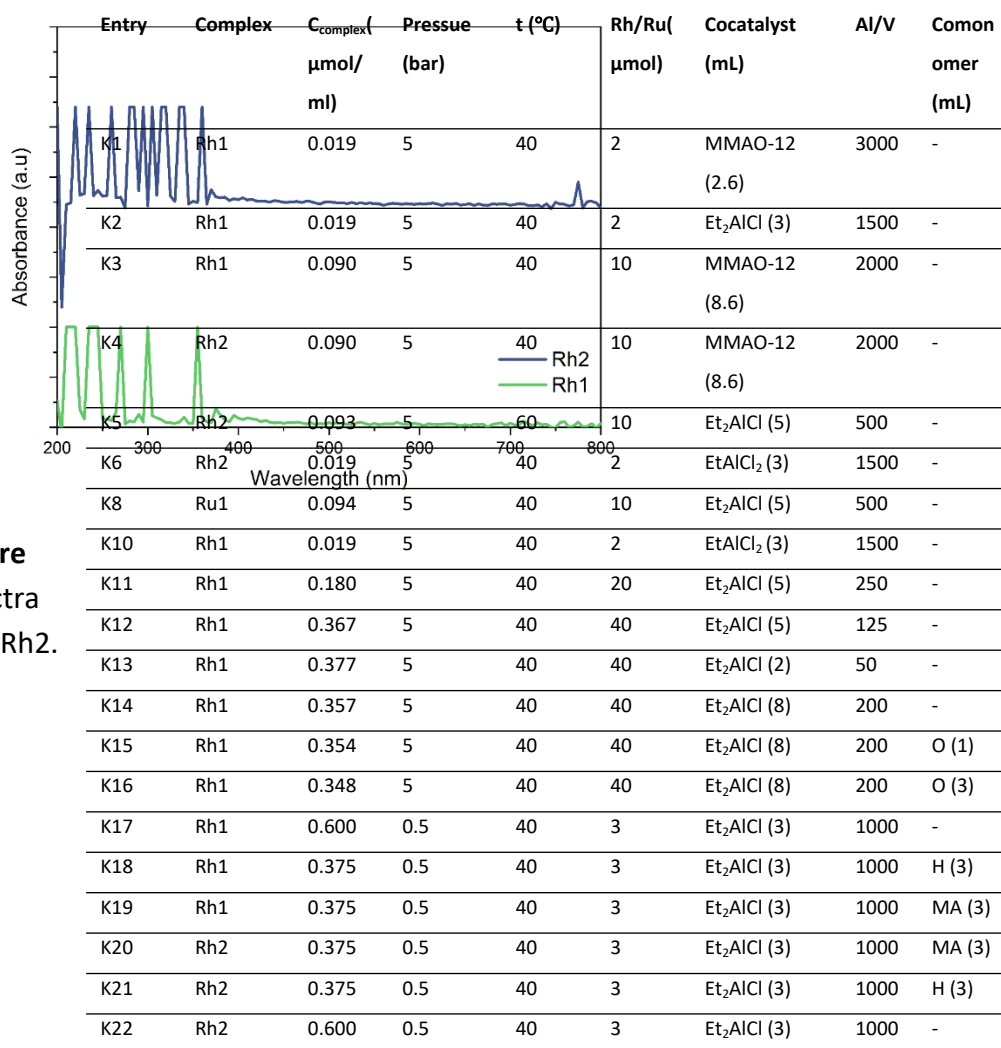 Entry Complex C complex( Pressue t (℃) Rh/Ru( Cocatalyst Al/V Comon
μmol/ (bar) μmol) (mL) omer
ml) (mL)
K1 Rh1 0.019 5 40 2 MMAO-12 3000 -
(2.6)
K2 Rh1 0.019 5 40 2 Et2AlCl (3) 1500 -
K3 Rh1 0.090 5 40 10 MMAO-12 2000 -
(8.6)
K4 Rh2 0.090 5 40 10 MMAO-12 2000 -
(8.6)
K5 Rh2 0.093 5 60 10 Et2AlCl (5) 500 -
K6 Rh2 0.019 5 40 2 EtAlCl2 (3) 1500 -
K8 Ru1 0.094 5 40 10 Et2AlCl (5) 500 -
K10 Rh1 0.019 5 40 2 EtAlCl2 (3) 1500 -
K11 Rh1 0.180 5 40 20 Et2AlCl (5) 250 -
K12 Rh1 0.367 5 40 40 Et2AlCl (5) 125 -
K13 Rh1 0.377 5 40 40 Et2AlCl (2) 50 -
K14 Rh1 0.357 5 40 40 Et2AlCl (8) 200 -
K15 Rh1 0.354 5 40 40 Et2AlCl (8) 200 O (1)
K16 Rh1 0.348 5 40 40 Et2AlCl (8) 200 O (3)
K17 Rh1 0.600 0.5 40 3 Et2AlCl (3) 1000 -
K18 Rh1 0.375 0.5 40 3 Et2AlCl (3) 1000 H (3)
K19 Rh1 0.375 0.5 40 3 Et2AlCl (3) 1000 MA (3)
K20 Rh2 0.375 0.5 40 3 Et2AlCl (3) 1000 MA (3)
K21 Rh2 0.375 0.5 40 3 Et2AlCl (3) 1000 H (3)
K22 Rh2 0.600 0.5 40 3 Et2AlCl (3) 1000 -
Absorbance (a.u)
Rh2
Rh1
200 300 400 500 600 700 800
Wavelength (nm)
re
ctra
Rh2.